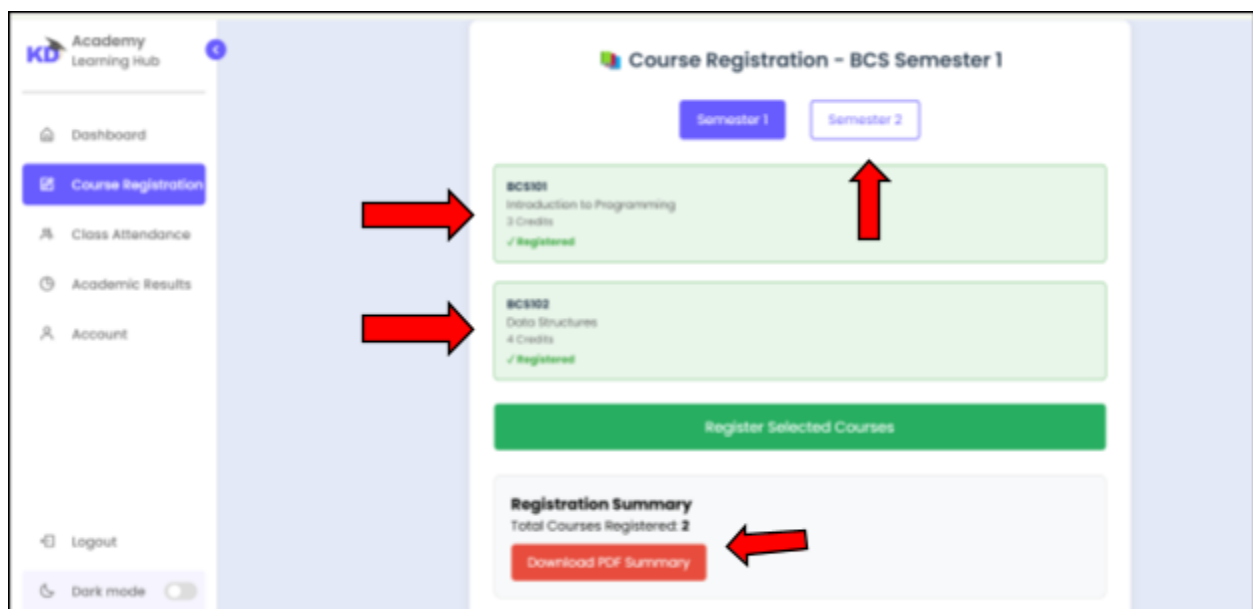 KD Academy
Learning Hub
Dashboard
Course Registration
Class Attendance
Academic Results
Account
Logout
Dark mode
Course Registration - BCS Semester 1
Semester 1
Semester 2
BCS101
Introduction to Programming
3 Credits
✓ Registered
BCS102
Data Structures
4 Credits
✓ Registered
Register Selected Courses
Registration Summary
Total Courses Registered: 2
Download PDF Summary